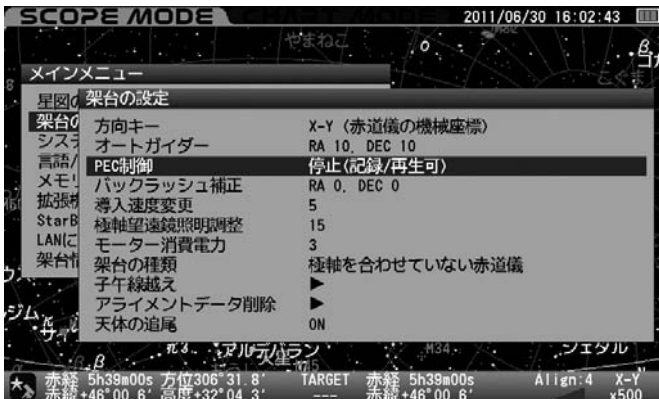 SCOPE MODE
CHART MODE
2011/06/30 16:02:43
やまねこ
こぐま
メインメニュー
星図の
架台の設定
架台の
方向キー X-Y (赤道儀の機械座標)
シス
オートガイダー RA 10, DEC 10
言語/
PEC制御 停止(記録/再生可)
メモリ
バックラッシュ補正 RA 0, DEC 0
拡張機
導入速度変更 5
StarB
極軸望遠鏡照明調整 15
LANに
モーター消費電力 3
架台情
架台の種類 極軸を合わせていない赤道儀
子午線越え ▶
アライメントデータ削除 ▶
天体の追尾 ON
アルデバラン
M34
シェダル
赤経 5h39m00s 方位306°31.8' TARGET 赤経 5h39m00s Align:4 X-Y
赤緯+46°00.6' 高度+32°04.3' --- 赤緯+46°00.6' x500